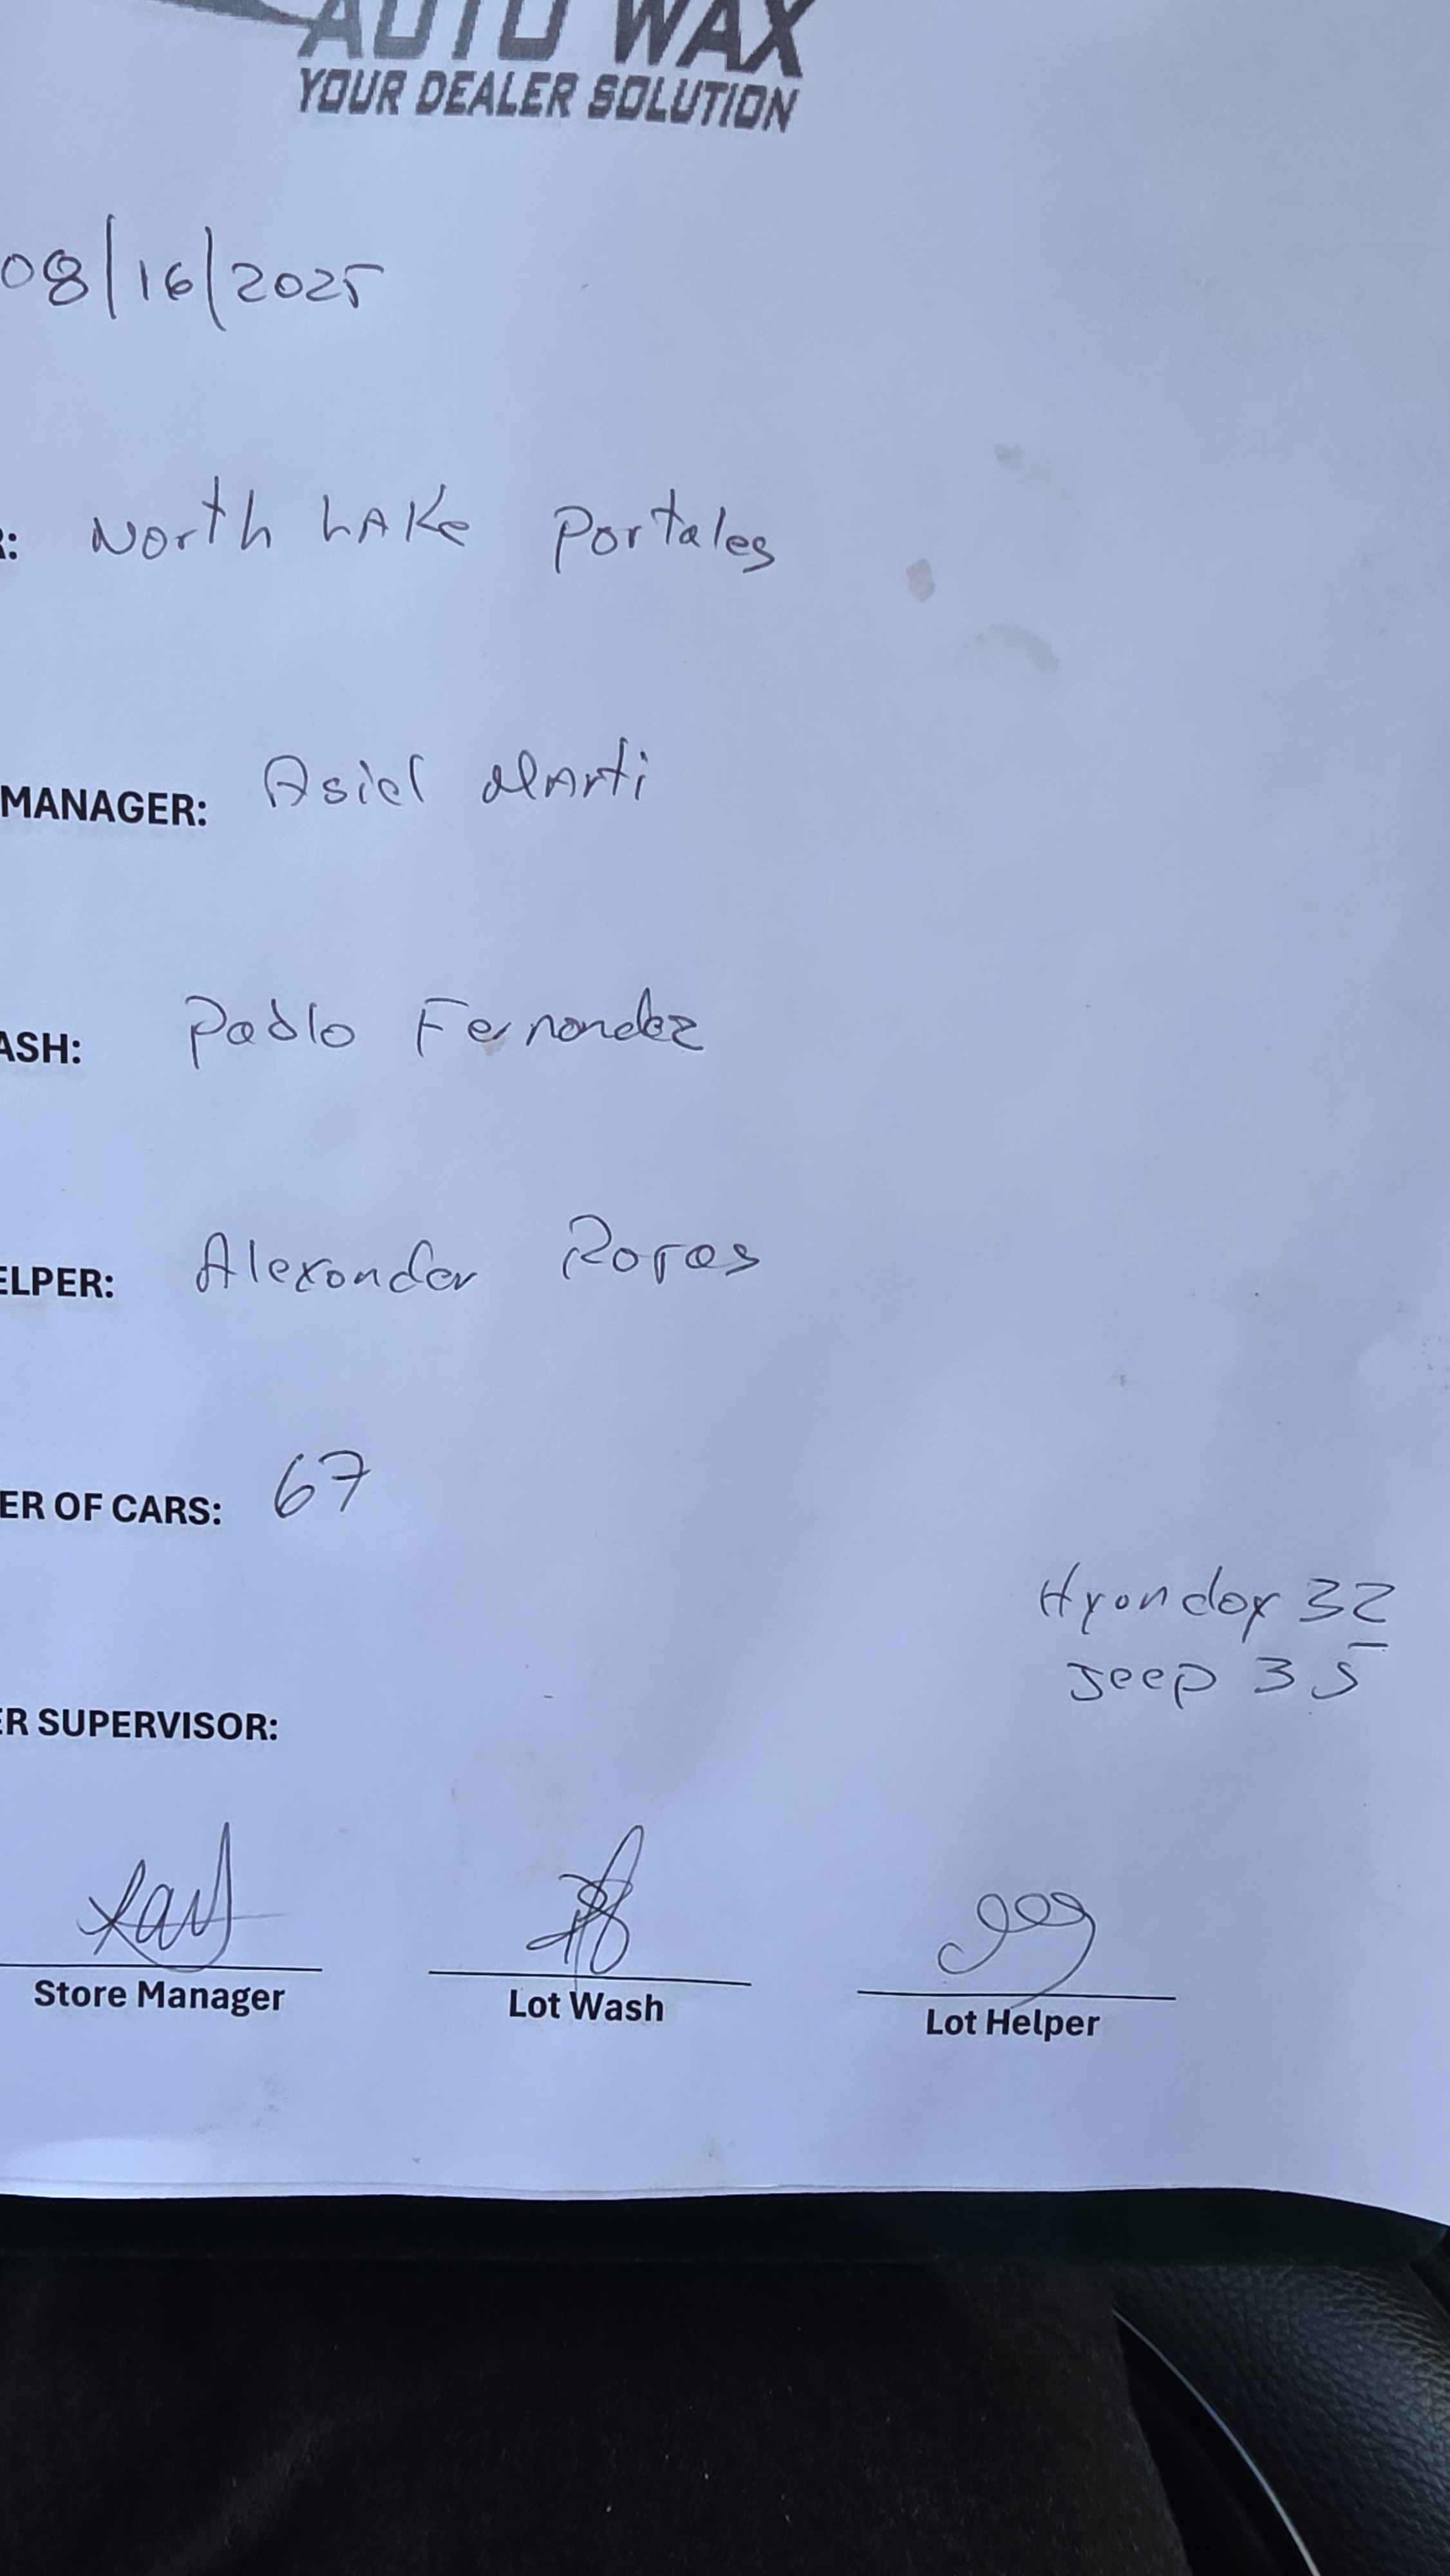 AUTO WAX
YOUR DEALER SOLUTION
08/16/2025
R: North LAKe Portales
MANAGER: Asiel Marti
ASH: Pablo Fernandez
ELPER: Alexander Rojas
ER OF CARS: 67
Hyonday 32
Jeep 35
ER SUPERVISOR:
Store Manager Lot Wash Lot Helper